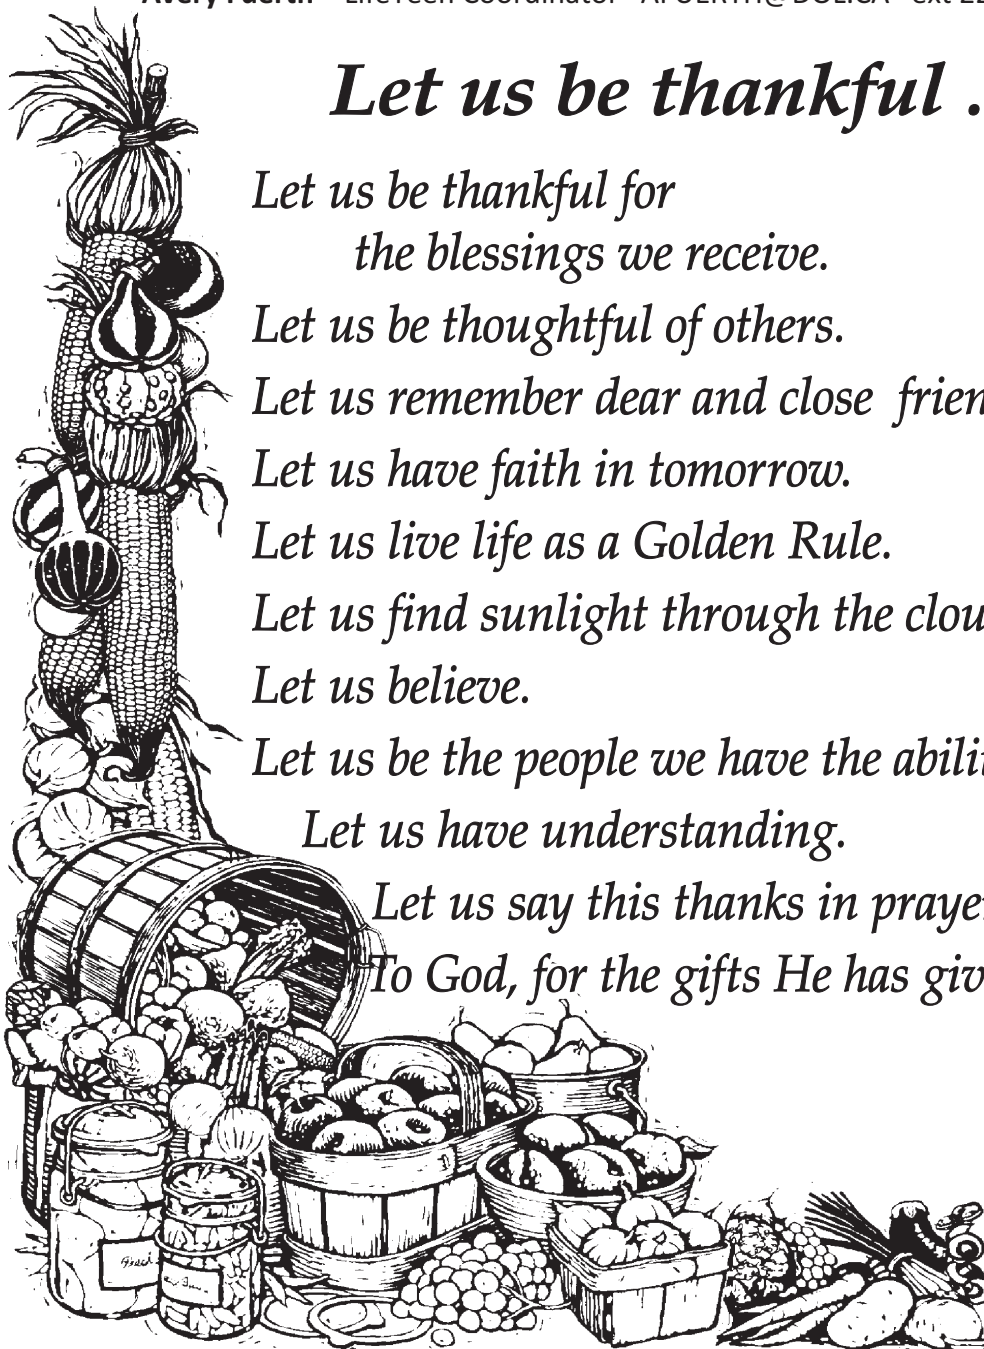 Let us be thankful .
Let us be thankful for
the blessings we receive.
Let us be thoughtful of others.
Let us remember dear and close
Let us have faith in tomorrow.
Let us live life as a Golden Rule.
Let us find sunlight through the
Let us believe.
Let us be the people we have the
Let us have understanding.
Let us say this thanks in
To God, for the gifts He has